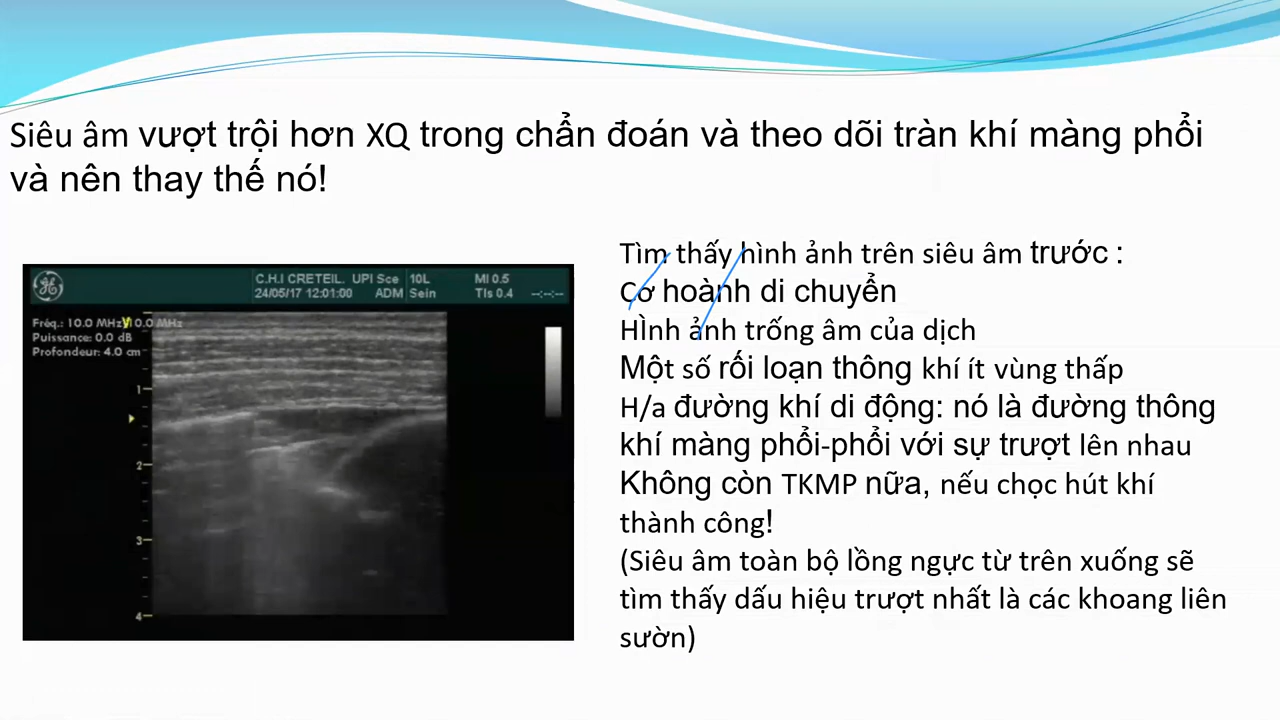 Siêu âm vượt trội hơn XQ trong chẩn đoán và theo dõi tràn khí màng phổi
và nên thay thế nó!
C.H.I CRETEIL. UPI Sce 10L MI 0.5
24/05/17 12:01:00 ADM Sein TIs 0.4 --:--:--
Fréq.: 10.0 MHz 10.0 MHz
Puissance: 0.0 dB
Profondeur: 4.0 cm
1
2
3
4
Tìm thấy hình ảnh trên siêu âm trước :
Cơ hoành di chuyển
HÌnh ảnh trống âm của dịch
Một số rối loạn thông khí ít vùng thấp
H/a đường khí di động: nó là đường thông
khí màng phổi-phổi với sự trượt lên nhau
Không còn TKMP nữa, nếu chọc hút khí
thành công!
(Siêu âm toàn bộ lồng ngực từ trên xuống sẽ
tìm thấy dấu hiệu trượt nhất là các khoang liên
sườn)